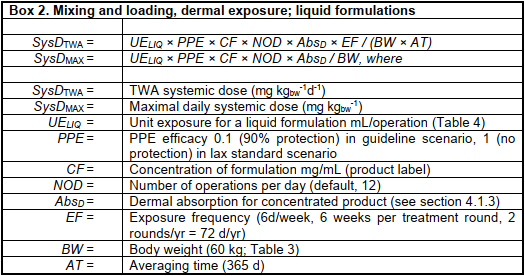 Box 2. Mixing and loading, dermal exposure; liquid formulations
SysDTWA = UELIQ × PPE × CF × NOD × AbsD × EF / (BW × AT)
SysDMAX = UELIQ × PPE × CF × NOD × AbsD / BW, where
SysDTWA = TWA systemic dose (mg kgbw-1d-1)
SysDMAX = Maximal daily systemic dose (mg kgbw-1)
UELIQ = Unit exposure for a liquid formulation mL/operation (Table 4)
PPE = PPE efficacy 0.1 (90% protection) in guideline scenario, 1 (no
protection) in lax standard scenario
CF = Concentration of formulation mg/mL (product label)
NOD = Number of operations per day (default, 12)
AbsD = Dermal absorption for concentrated product (see section 4.1.3)
EF = Exposure frequency (6d/week, 6 weeks per treatment round, 2
rounds/yr = 72 d/yr)
BW = Body weight (60 kg; Table 3)
AT = Averaging time (365 d)